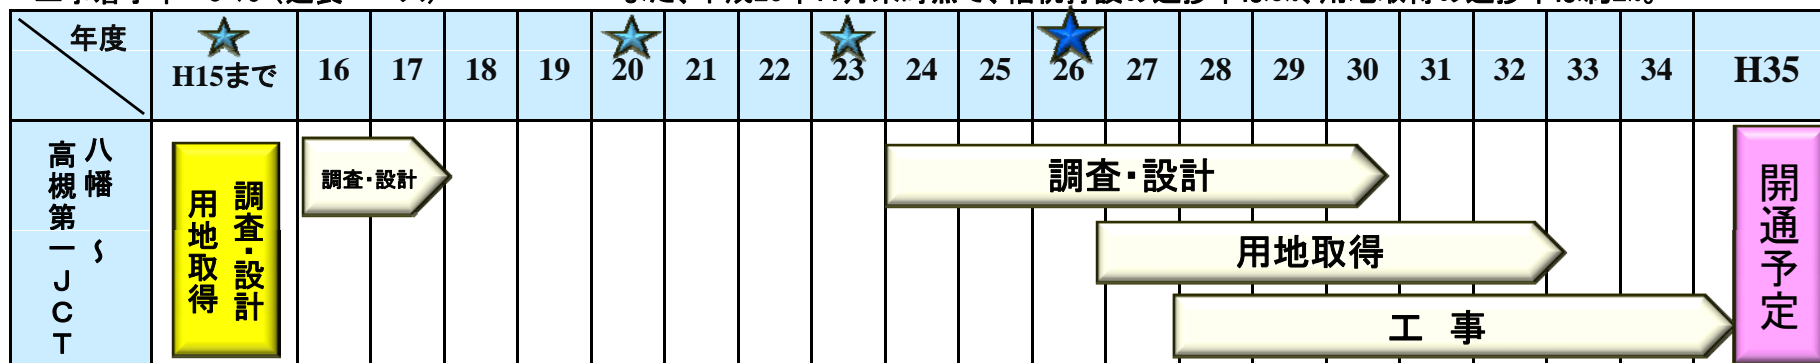 年度
H15まで 16 17 18 19 20 21 22 23 24 25 26 27 28 29 30 31 32 33 34 H35
八幡～
高槻第一JCT
調査・設計
用地取得
調査・設計
調査・設計
用地取得
工 事
開通予定